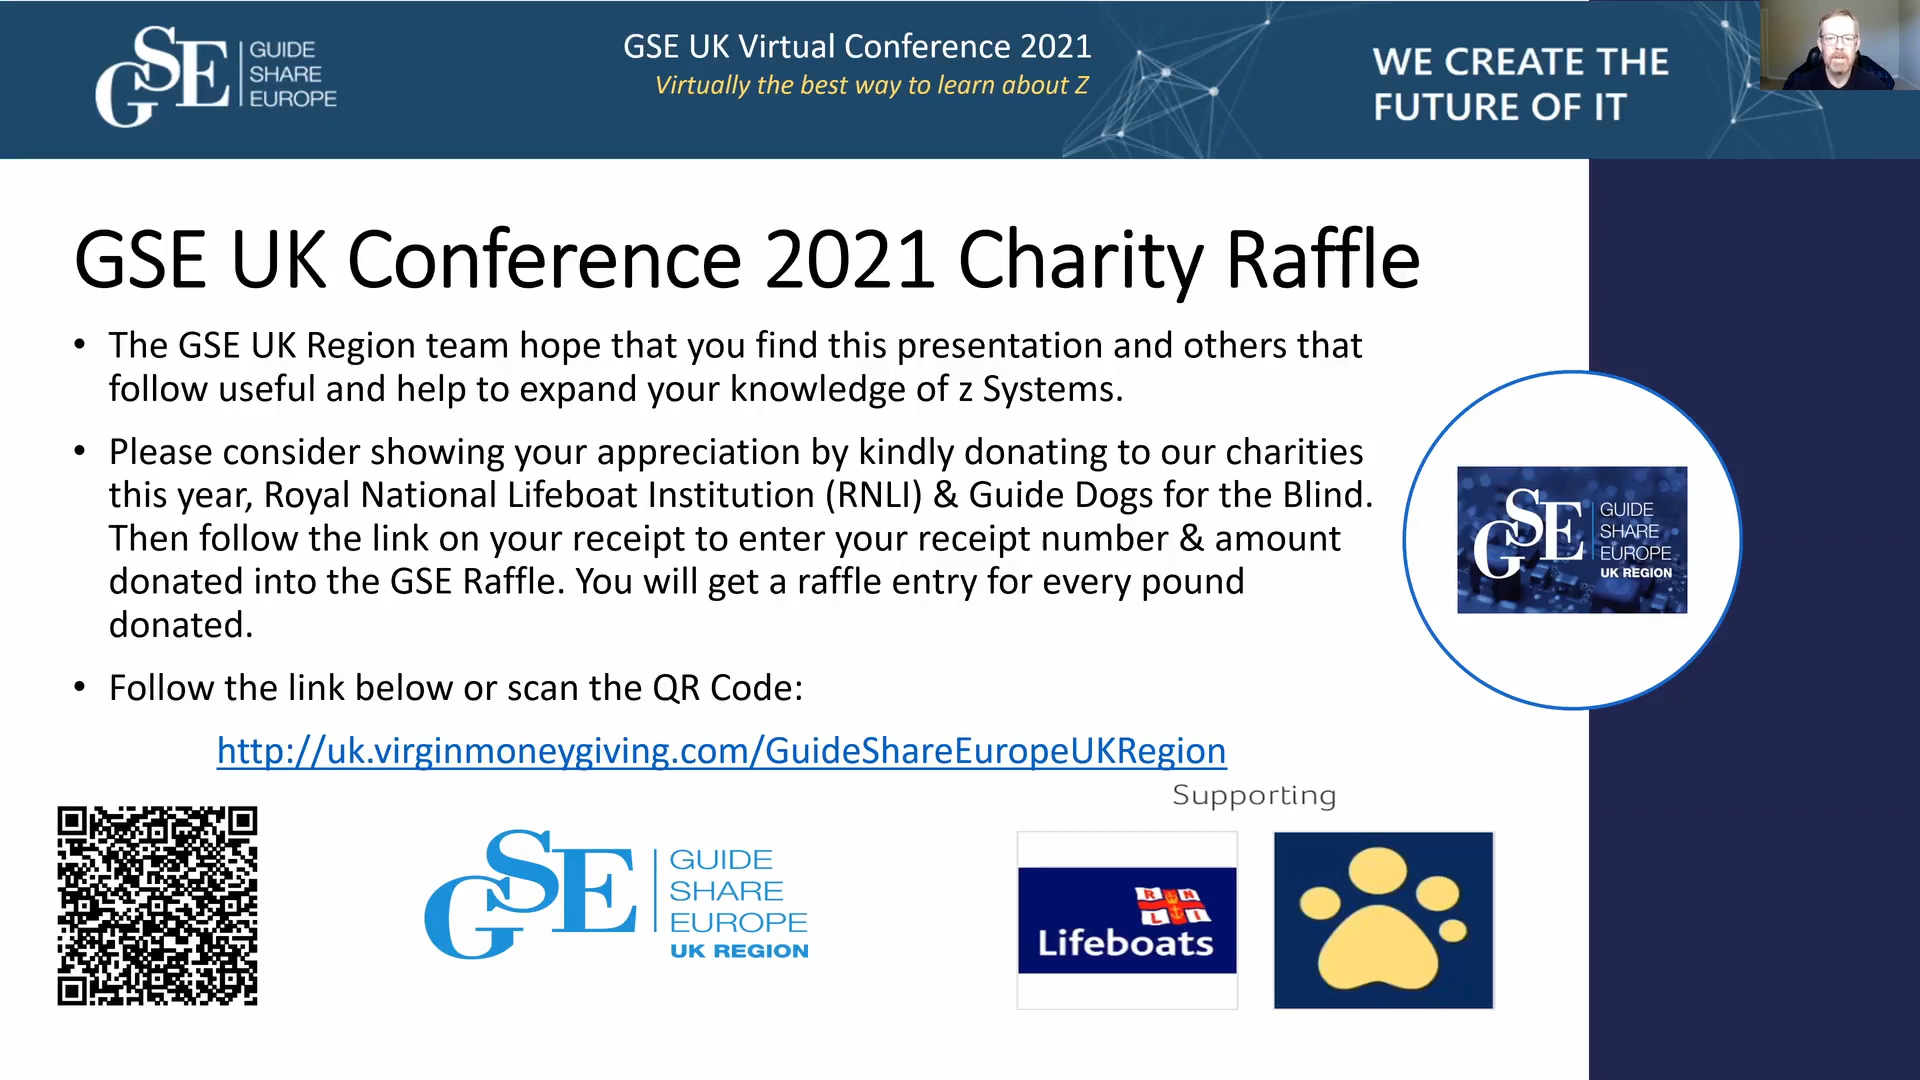 GSE
GUIDE
SHARE
EUROPE
GSE UK Virtual Conference 2021
Virtually the best way to learn about Z
WE CREATE THE
FUTURE OF IT
GSE UK Conference 2021 Charity Raffle
• The GSE UK Region team hope that you find this presentation and others that
follow useful and help to expand your knowledge of z Systems.
• Please consider showing your appreciation by kindly donating to our charities
this year, Royal National Lifeboat Institution (RNLI) & Guide Dogs for the Blind.
Then follow the link on your receipt to enter your receipt number & amount
donated into the GSE Raffle. You will get a raffle entry for every pound
donated.
• Follow the link below or scan the QR Code:
http://uk.virginmoneygiving.com/GuideShareEuropeUKRegion
GSE
GUIDE
SHARE
EUROPE
UK REGION
Supporting
GSE
GUIDE
SHARE
EUROPE
UK REGION
RNLI
Lifeboats